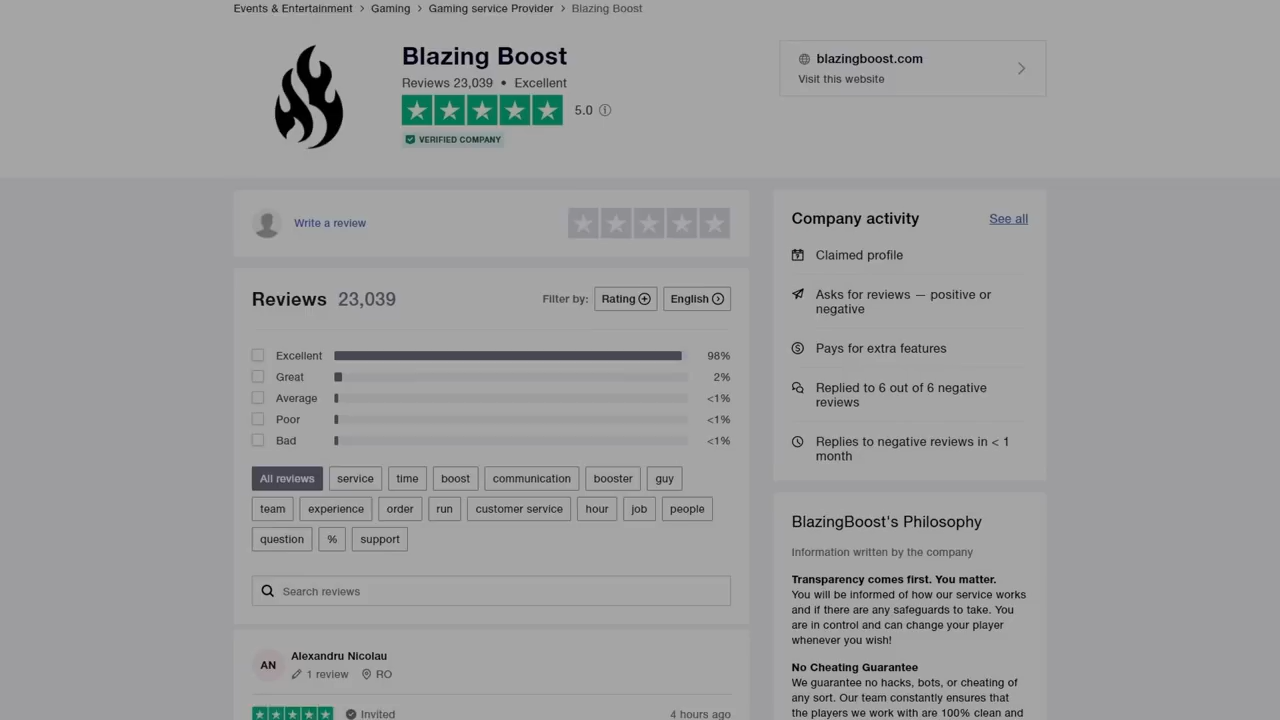 Events & Entertainment > Gaming > Gaming service Provider > Blazing Boost
Blazing Boost
Reviews 23,039 • Excellent
5.0
VERIFIED COMPANY
blazingboost.com
Visit this website
Write a review
Reviews 23,039
Filter by: Rating English
Excellent 98%
Great 2%
Average <1%
Poor <1%
Bad <1%
All reviews service time boost communication booster guy
team experience order run customer service hour job people
question % support
Search reviews
AN Alexandru Nicolau
1 review RO
Invited 4 hours ago
Company activity See all
Claimed profile
Asks for reviews — positive or
negative
Pays for extra features
Replied to 6 out of 6 negative
reviews
Replies to negative reviews in < 1
month
BlazingBoost's Philosophy
Information written by the company
Transparency comes first. You matter.
You will be informed of how our service works
and if there are any safeguards to take. You
are in control and can change your player
whenever you wish!
No Cheating Guarantee
We guarantee no hacks, bots, or cheating of
any sort. Our team constantly ensures that
the players we work with are 100% clean and